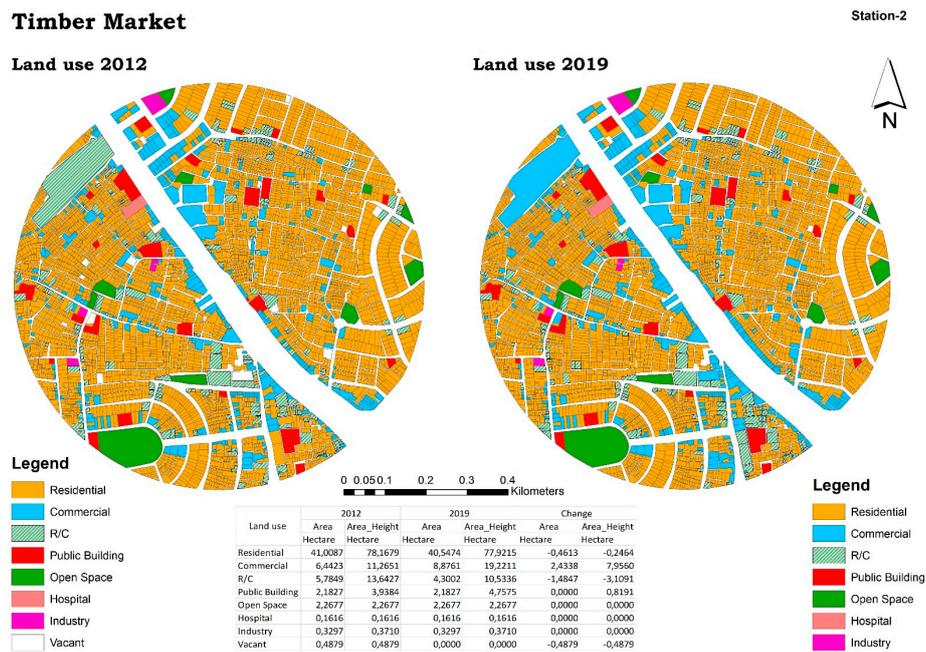 Timber Market
Station-2
Land use 2012
Land use 2019
N
Legend
Residential
Commercial
R/C
Public Building
Open Space
Hospital
Industry
Vacant
0 0.050.1 0.2 0.3 0.4
Kilometers
Land use 2012 2019 Change
Area Area_Height Area Area_Height Area Area_Height
Hectare Hectare Hectare Hectare Hectare Hectare
Residential 41,0087 78,1679 40,5474 77,9215 -0,4613 -0,2464
Commercial 6,4423 11,2651 8,8761 19,2211 2,4338 7,9560
R/C 5,7849 13,6427 4,3002 10,5336 -1,4847 -3,1091
Public Building 2,1827 3,9384 2,1827 4,7575 0,0000 0,8191
Open Space 2,2677 2,2677 2,2677 2,2677 0,0000 0,0000
Hospital 0,1616 0,1616 0,1616 0,1616 0,0000 0,0000
Industry 0,3297 0,3710 0,3297 0,3710 0,0000 0,0000
Vacant 0,4879 0,4879 0,0000 0,0000 -0,4879 -0,4879
Legend
Residential
Commercial
R/C
Public Building
Open Space
Hospital
Industry